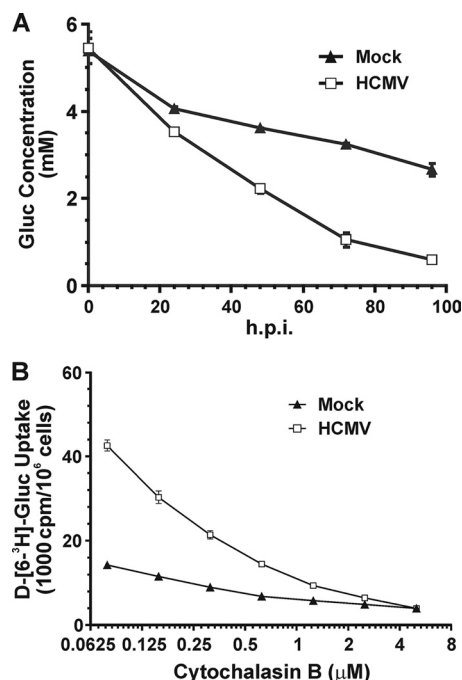 A
Gluc Concentration
(mM)
6
4
2
0
Mock
HCMV
0 20 40 60 80 100
h.p.i.
B
D-[6-³H]-Gluc Uptake
(1000 cpm/10⁶ cells)
60
40
20
0
Mock
HCMV
0.0625 0.125 0.25 0.5 1 2 4 8
Cytochalasin B (μM)